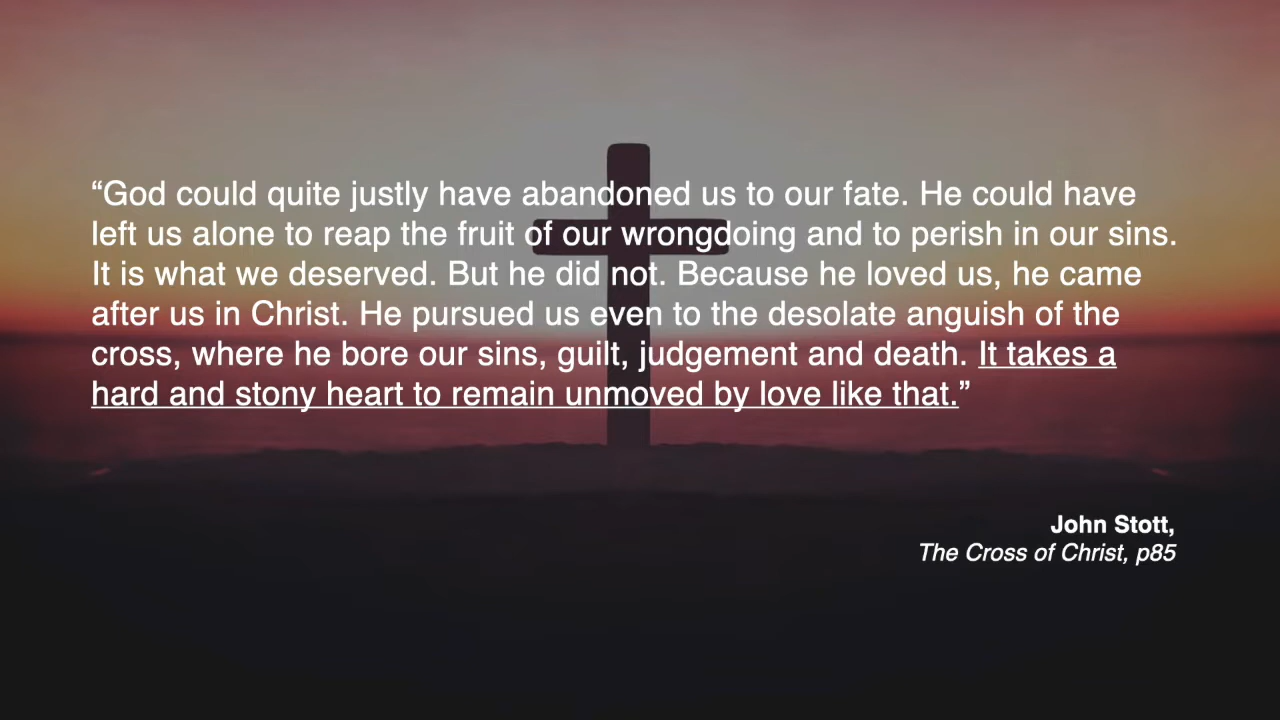 “God could quite justly have abandoned us to our fate. He could have
left us alone to reap the fruit of our wrongdoing and to perish in our sins.
It is what we deserved. But he did not. Because he loved us, he came
after us in Christ. He pursued us even to the desolate anguish of the
cross, where he bore our sins, guilt, judgement and death. It takes a
hard and stony heart to remain unmoved by love like that.”
John Stott,
The Cross of Christ, p85